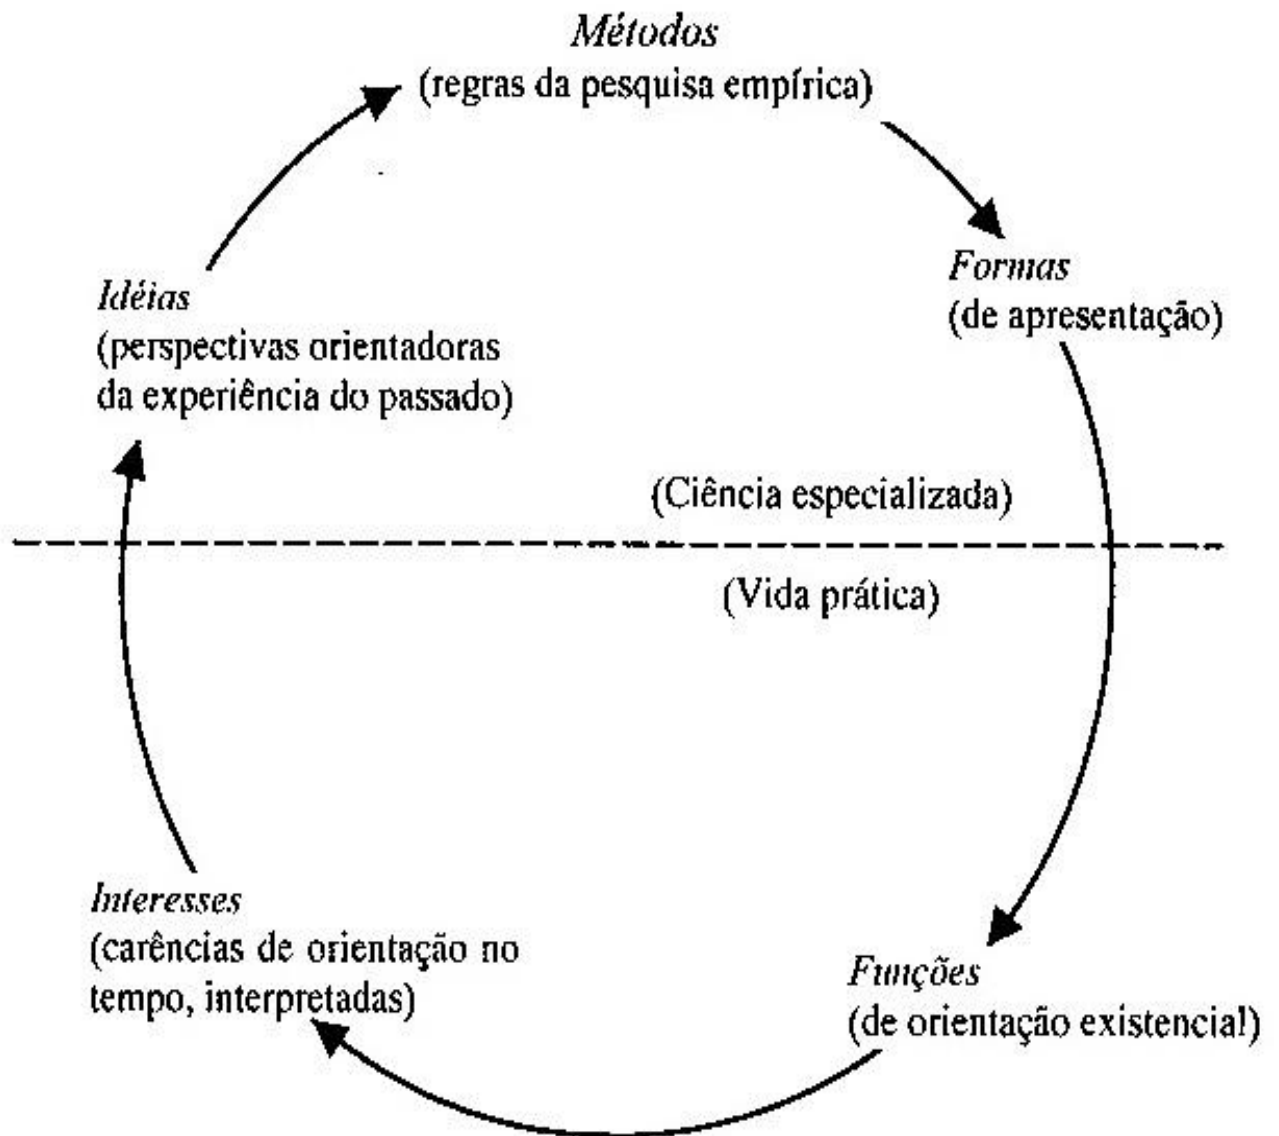 Métodos
(regras da pesquisa empírica)
Formas
(de apresentação)
Idéias
(perspectivas orientadoras
da experiência do passado)
(Ciência especializada)
(Vida prática)
Interesses
(carências de orientação no
tempo, interpretadas)
Funções
(de orientação existencial)